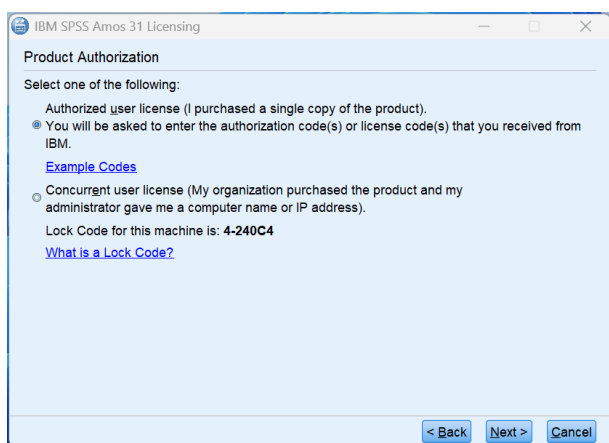 IBM SPSS Amos 31 Licensing
Product Authorization
Select one of the following:
Authorized user license (I purchased a single copy of the product).
You will be asked to enter the authorization code(s) or license code(s) that you received from
IBM.
Example Codes
Concurrent user license (My organization purchased the product and my
administrator gave me a computer name or IP address).
Lock Code for this machine is: 4-240C4
What is a Lock Code?
< Back Next > Cancel